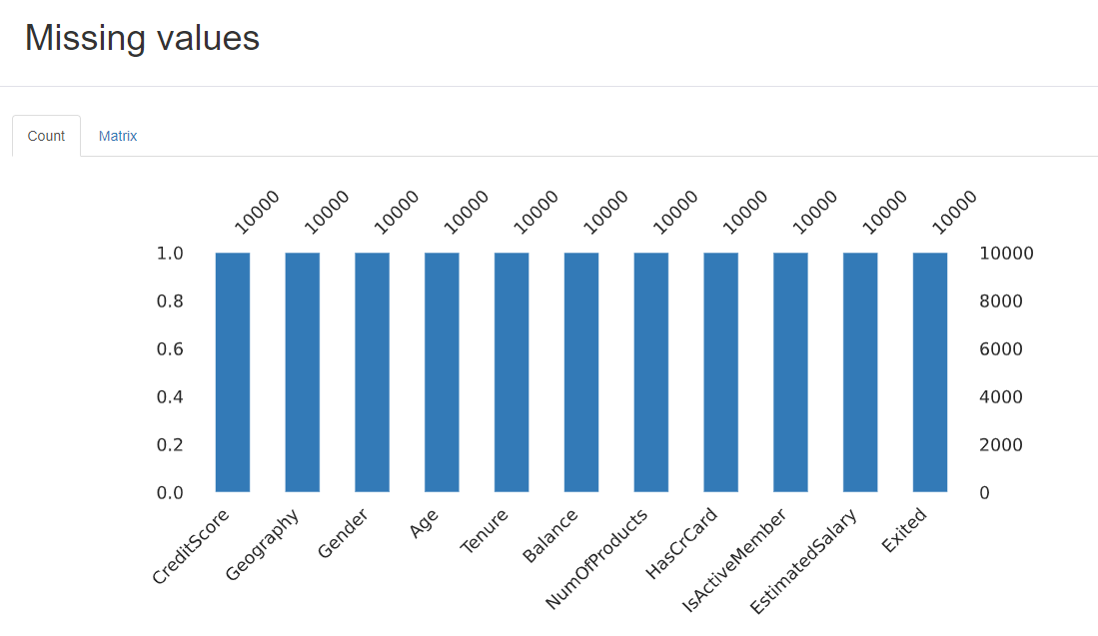 Missing values
Count Matrix
10000 10000 10000 10000 10000 10000 10000 10000 10000 10000 10000
1.0 10000
0.8 8000
0.6 6000
0.4 4000
0.2 2000
0.0 0
CreditScore Geography Gender Age Tenure Balance NumOfProducts HasCrCard IsActiveMember EstimatedSalary Exited